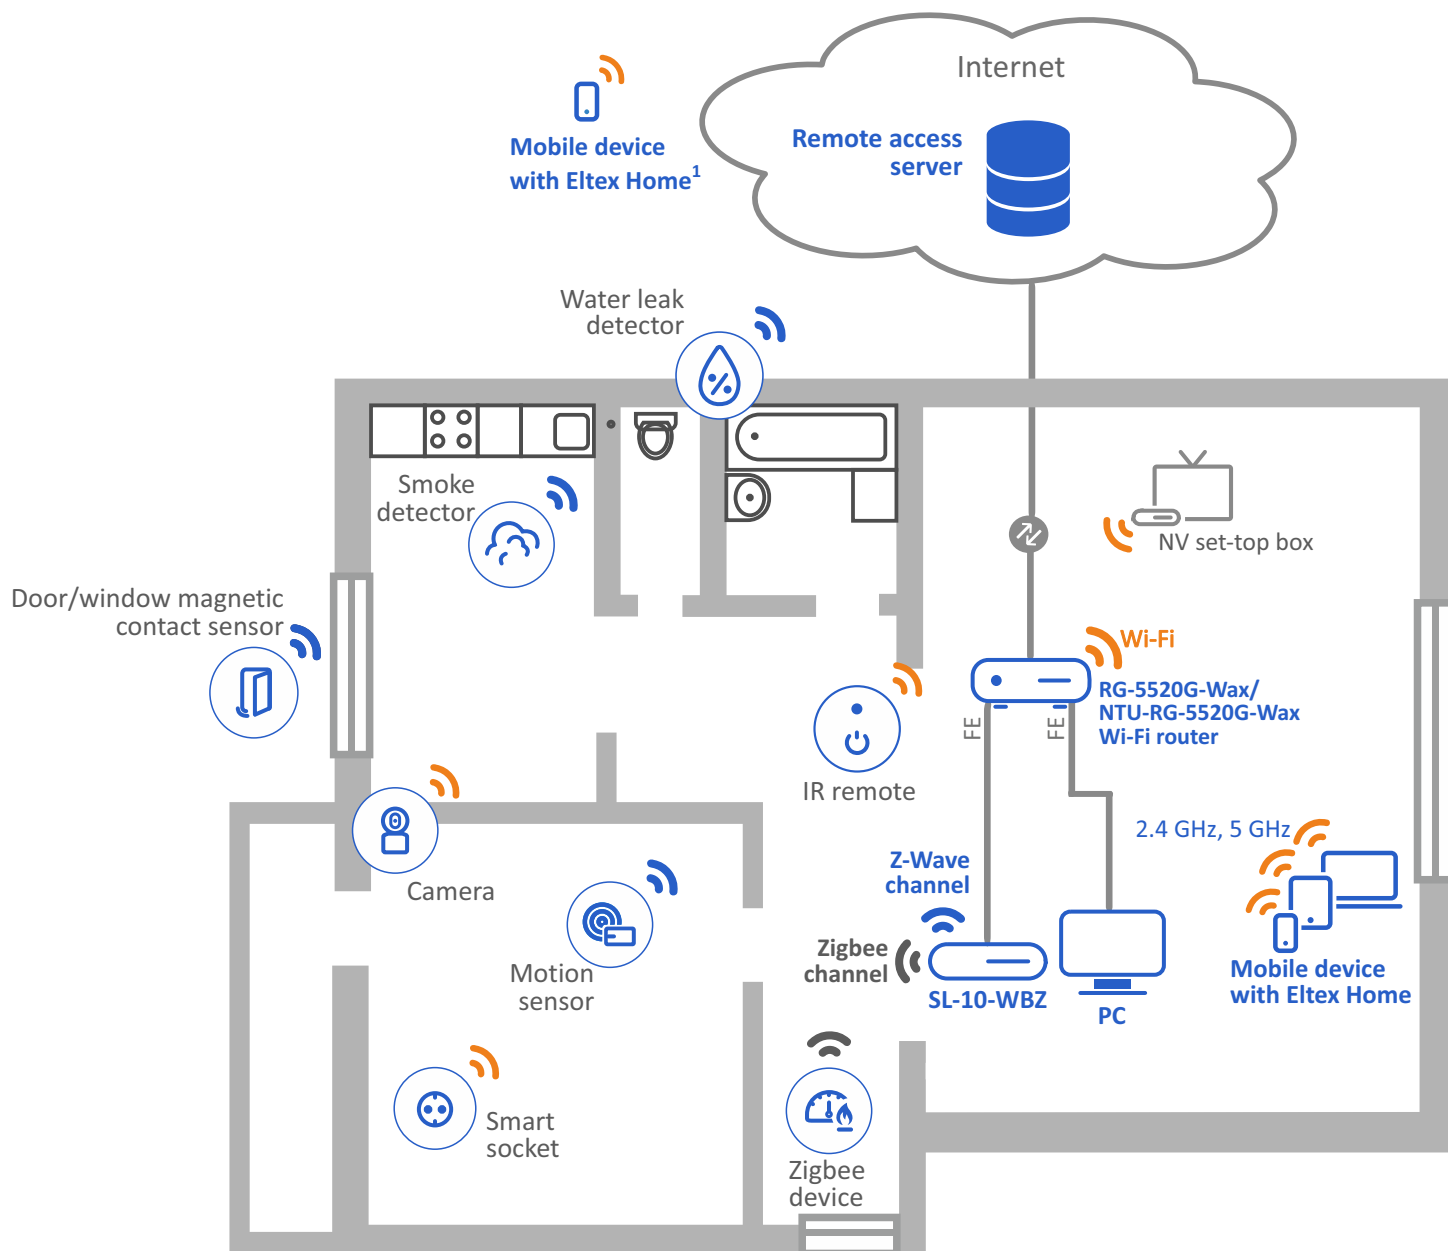 Internet
Remote access
server
Mobile device
with Eltex Home¹
Water leak
detector
Smoke
detector
NV set-top box
Door/window magnetic
contact sensor
Wi-Fi
RG-5520G-Wax/
NTU-RG-5520G-Wax
Wi-Fi router
FE
FE
IR remote
2.4 GHz, 5 GHz
Z-Wave
channel
Camera
Zigbee
channel
Motion
sensor
SL-10-WBZ
PC
Mobile device
with Eltex Home
Smart
socket
Zigbee
device